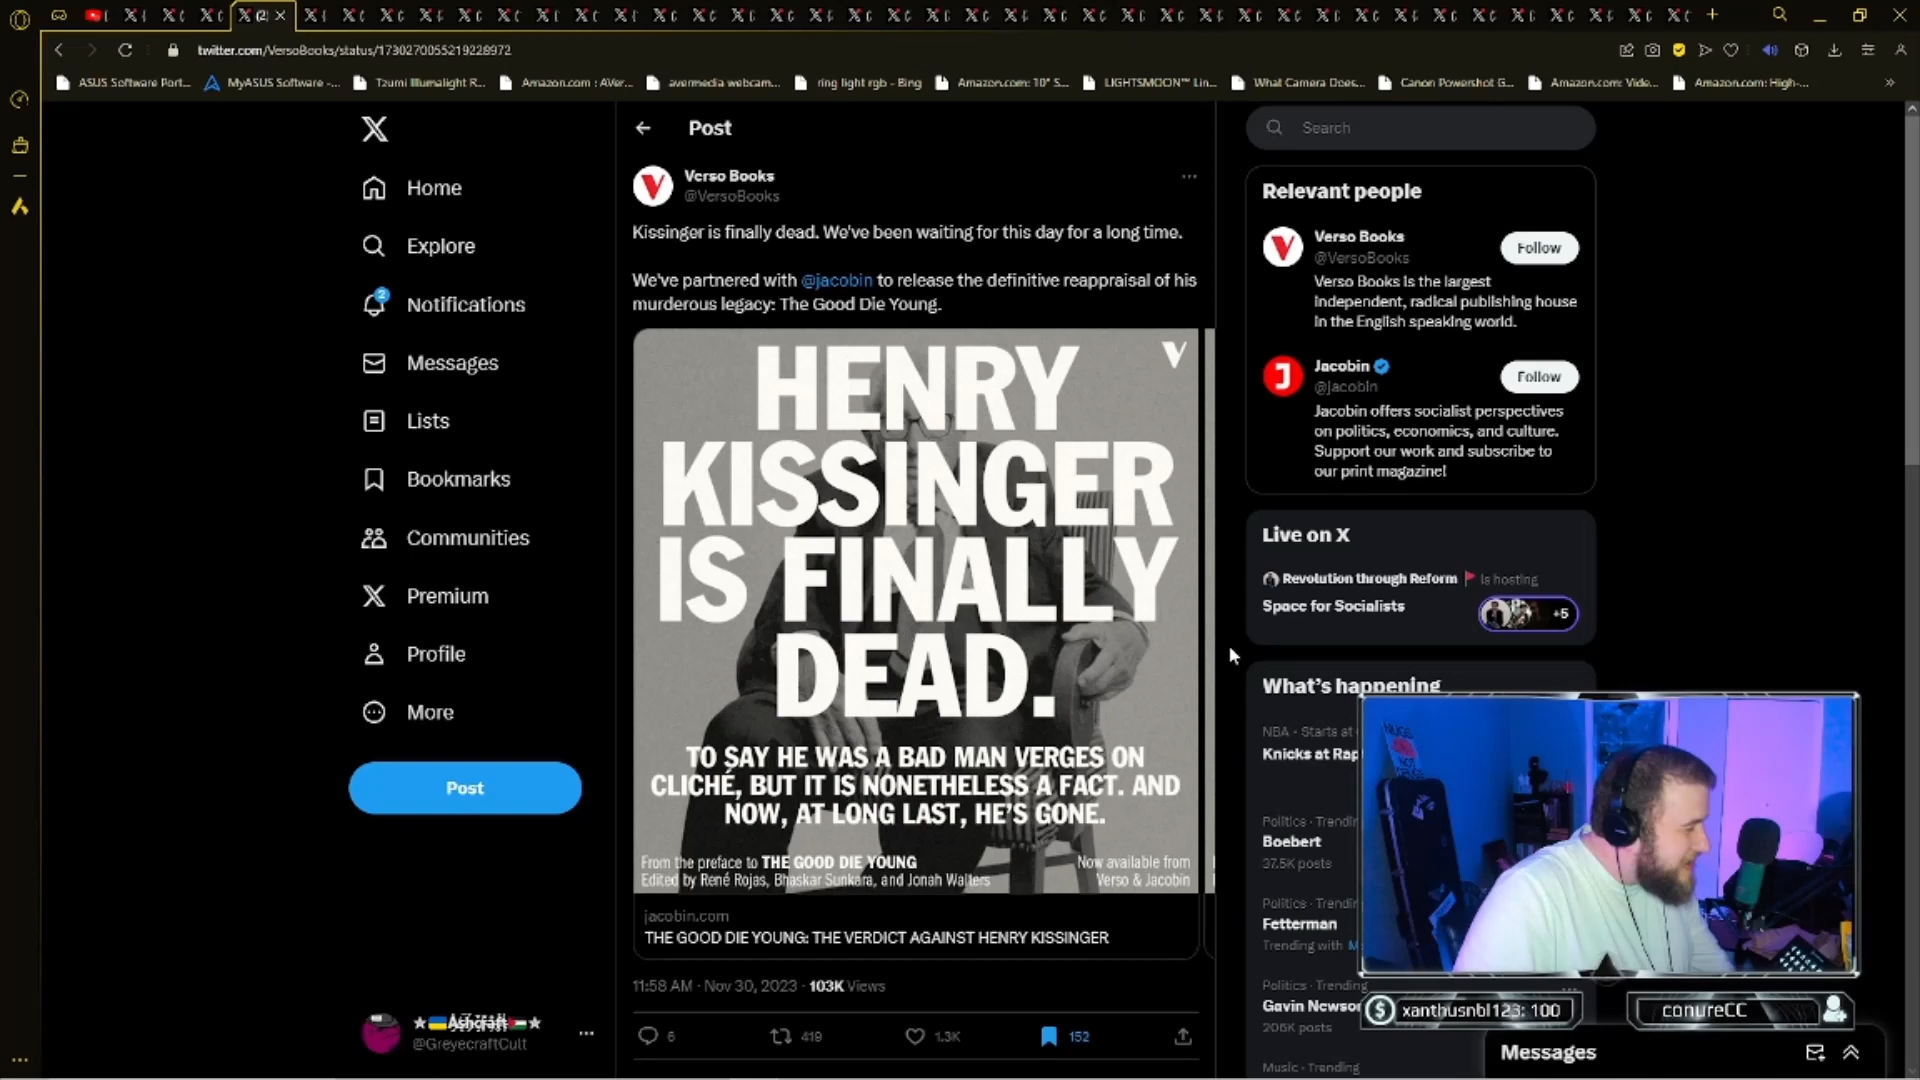 (2)
twitter.com/VersoBooks/status/1730270055219228972
ASUS Software Port...
MyASUS Software -...
Tzumi Illumalight R...
Amazon.com : AVer...
avermedia webcam...
ring light rgb - Bing
Amazon.com: 10" S...
LIGHTSMOON™ Lin...
What Camera Does...
Canon Powershot G...
Amazon.com: Vide...
Amazon.com: High-...
Home
Explore
2
Notifications
Messages
Lists
Bookmarks
Communities
Premium
Profile
More
Post
@GreyecraftCult
Post
Verso Books
@VersoBooks
Kissinger is finally dead. We've been waiting for this day for a long time.
We've partnered with @jacobin to release the definitive reappraisal of his
murderous legacy: The Good Die Young.
HENRY
KISSINGER
IS FINALLY
DEAD.
TO SAY HE WAS A BAD MAN VERGES ON
CLICHÉ, BUT IT IS NONETHELESS A FACT. AND
NOW, AT LONG LAST, HE'S GONE.
From the preface to THE GOOD DIE YOUNG
Edited by René Rojas, Bhaskar Sunkara, and Jonah Walters
Now available from
Verso & Jacobin
jacobin.com
THE GOOD DIE YOUNG: THE VERDICT AGAINST HENRY KISSINGER
11:58 AM · Nov 30, 2023 · 103K Views
6
419
1.3K
152
Search
Relevant people
Verso Books
@VersoBooks
Follow
Verso Books is the largest
independent, radical publishing house
in the English speaking world.
Jacobin
@jacobin
Follow
Jacobin offers socialist perspectives
on politics, economics, and culture.
Support our work and subscribe to
our print magazine!
Live on X
Revolution through Reform is hosting
Space for Socialists
+5
What's happening
NBA · Starts at
Knicks at Rap
Politics · Trendin
Boebert
37.5K posts
Politics · Trendin
Fetterman
Trending with M
Politics · Trending
Gavin Newsor
206K posts
Music · Trending
xanthusnbl123: 100
conureCC
Messages